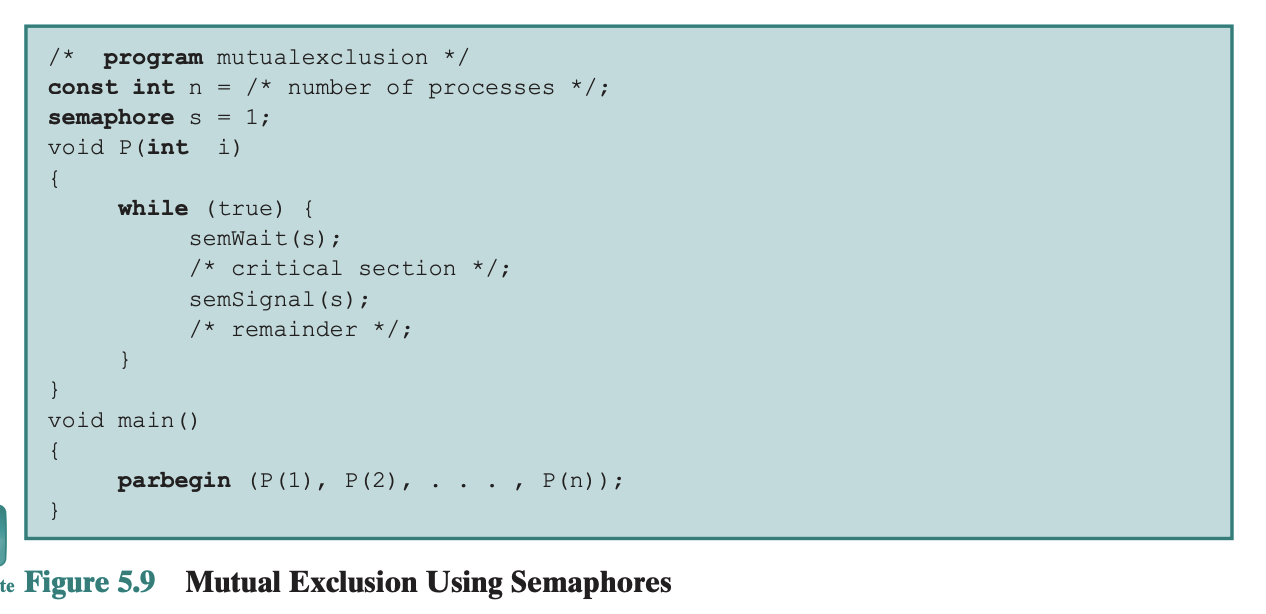 /*  program mutualexclusion */
const int n = /* number of processes */;
semaphore s = 1;
void P(int  i)
{
     while (true) {
          semWait(s);
          /* critical section */;
          semSignal(s);
          /* remainder */;
     }
}
void main()
{
     parbegin (P(1), P(2), . . . , P(n));
}
te Figure 5.9 Mutual Exclusion Using Semaphores